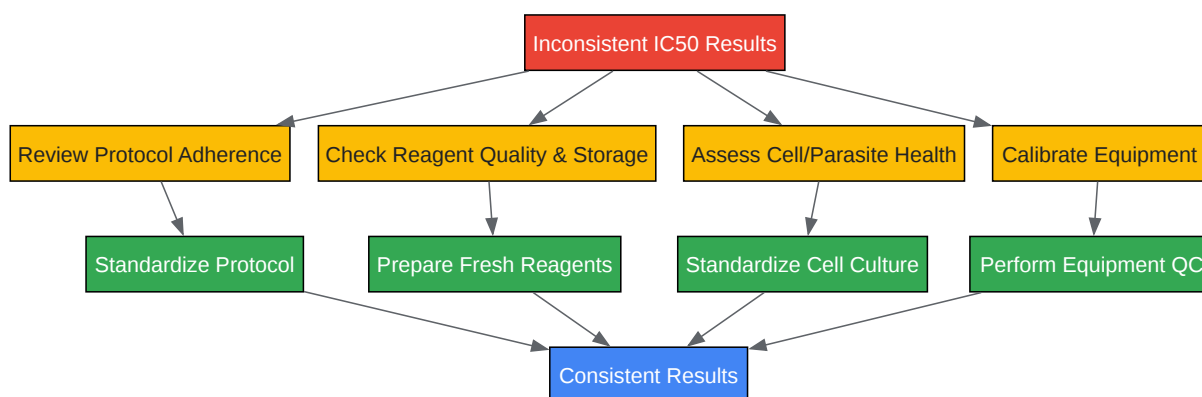 Inconsistent IC50 Results
Review Protocol Adherence
Check Reagent Quality & Storage
Assess Cell/Parasite Health
Calibrate Equipment
Standardize Protocol
Prepare Fresh Reagents
Standardize Cell Culture
Perform Equipment QC
Consistent Results